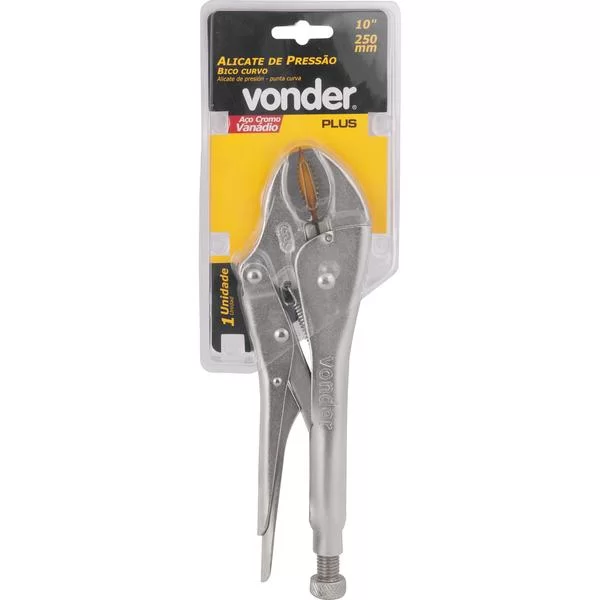 10"
250
mm
ALICATE DE PRESSÃO
BICO CURVO
Alicate de presión - punta curva
vonder®
Aço Cromo
Vanádio
PLUS
1 Unidade
Unidad
vonder